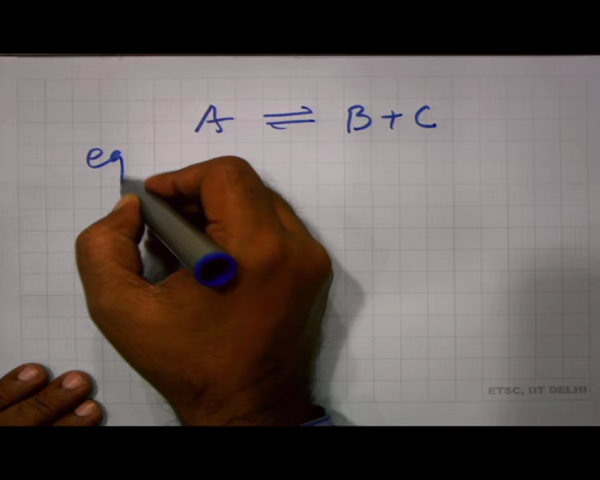 A ⇌ B + C
eq
ETSC, IIT DELHI